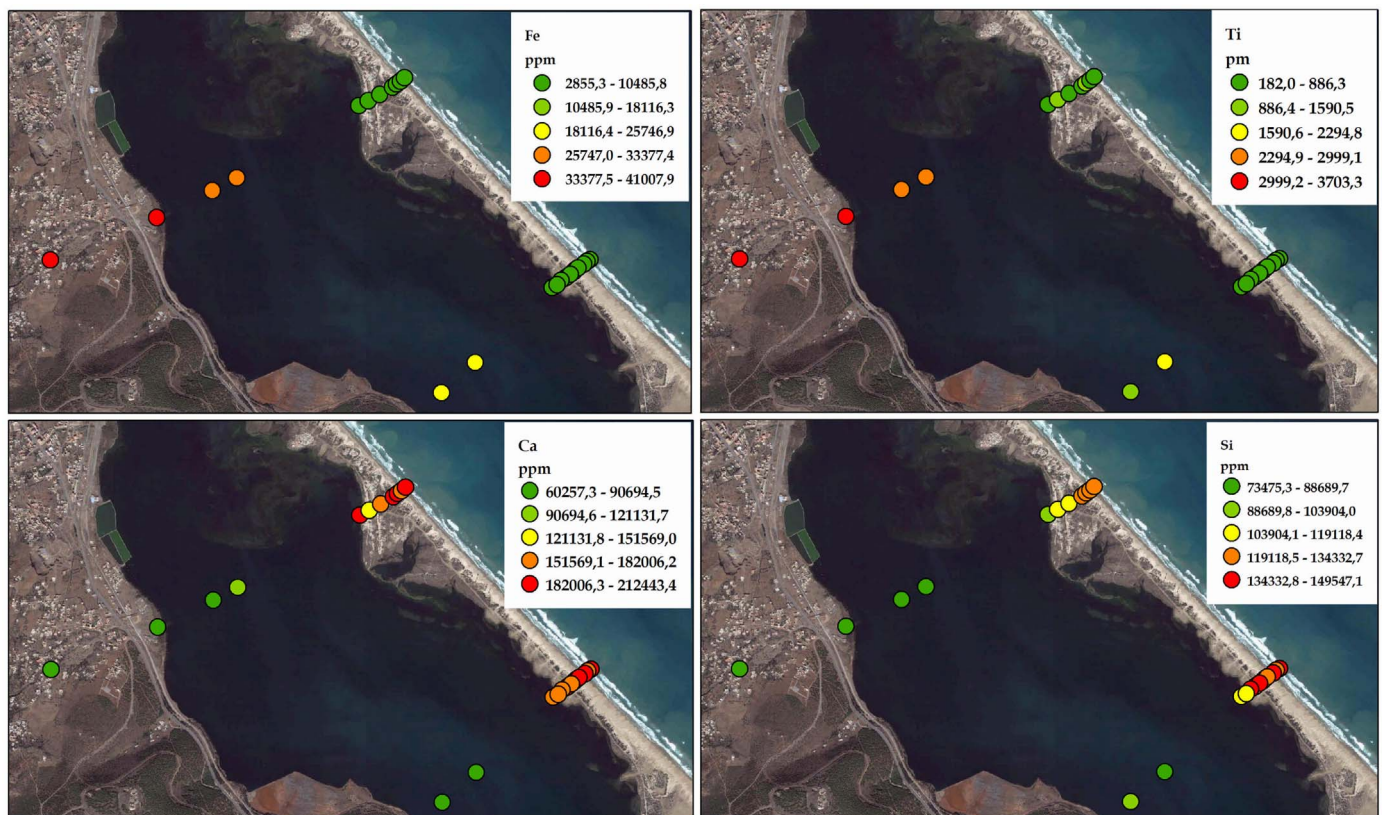 Fe
ppm
2855,3 - 10485,8
10485,9 - 18116,3
18116,4 - 25746,9
25747,0 - 33377,4
33377,5 - 41007,9
Ti
pm
182,0 - 886,3
886,4 - 1590,5
1590,6 - 2294,8
2294,9 - 2999,1
2999,2 - 3703,3
Ca
ppm
60257,3 - 90694,5
90694,6 - 121131,7
121131,8 - 151569,0
151569,1 - 182006,2
182006,3 - 212443,4
Si
ppm
73475,3 - 88689,7
88689,8 - 103904,0
103904,1 - 119118,4
119118,5 - 134332,7
134332,8 - 149547,1